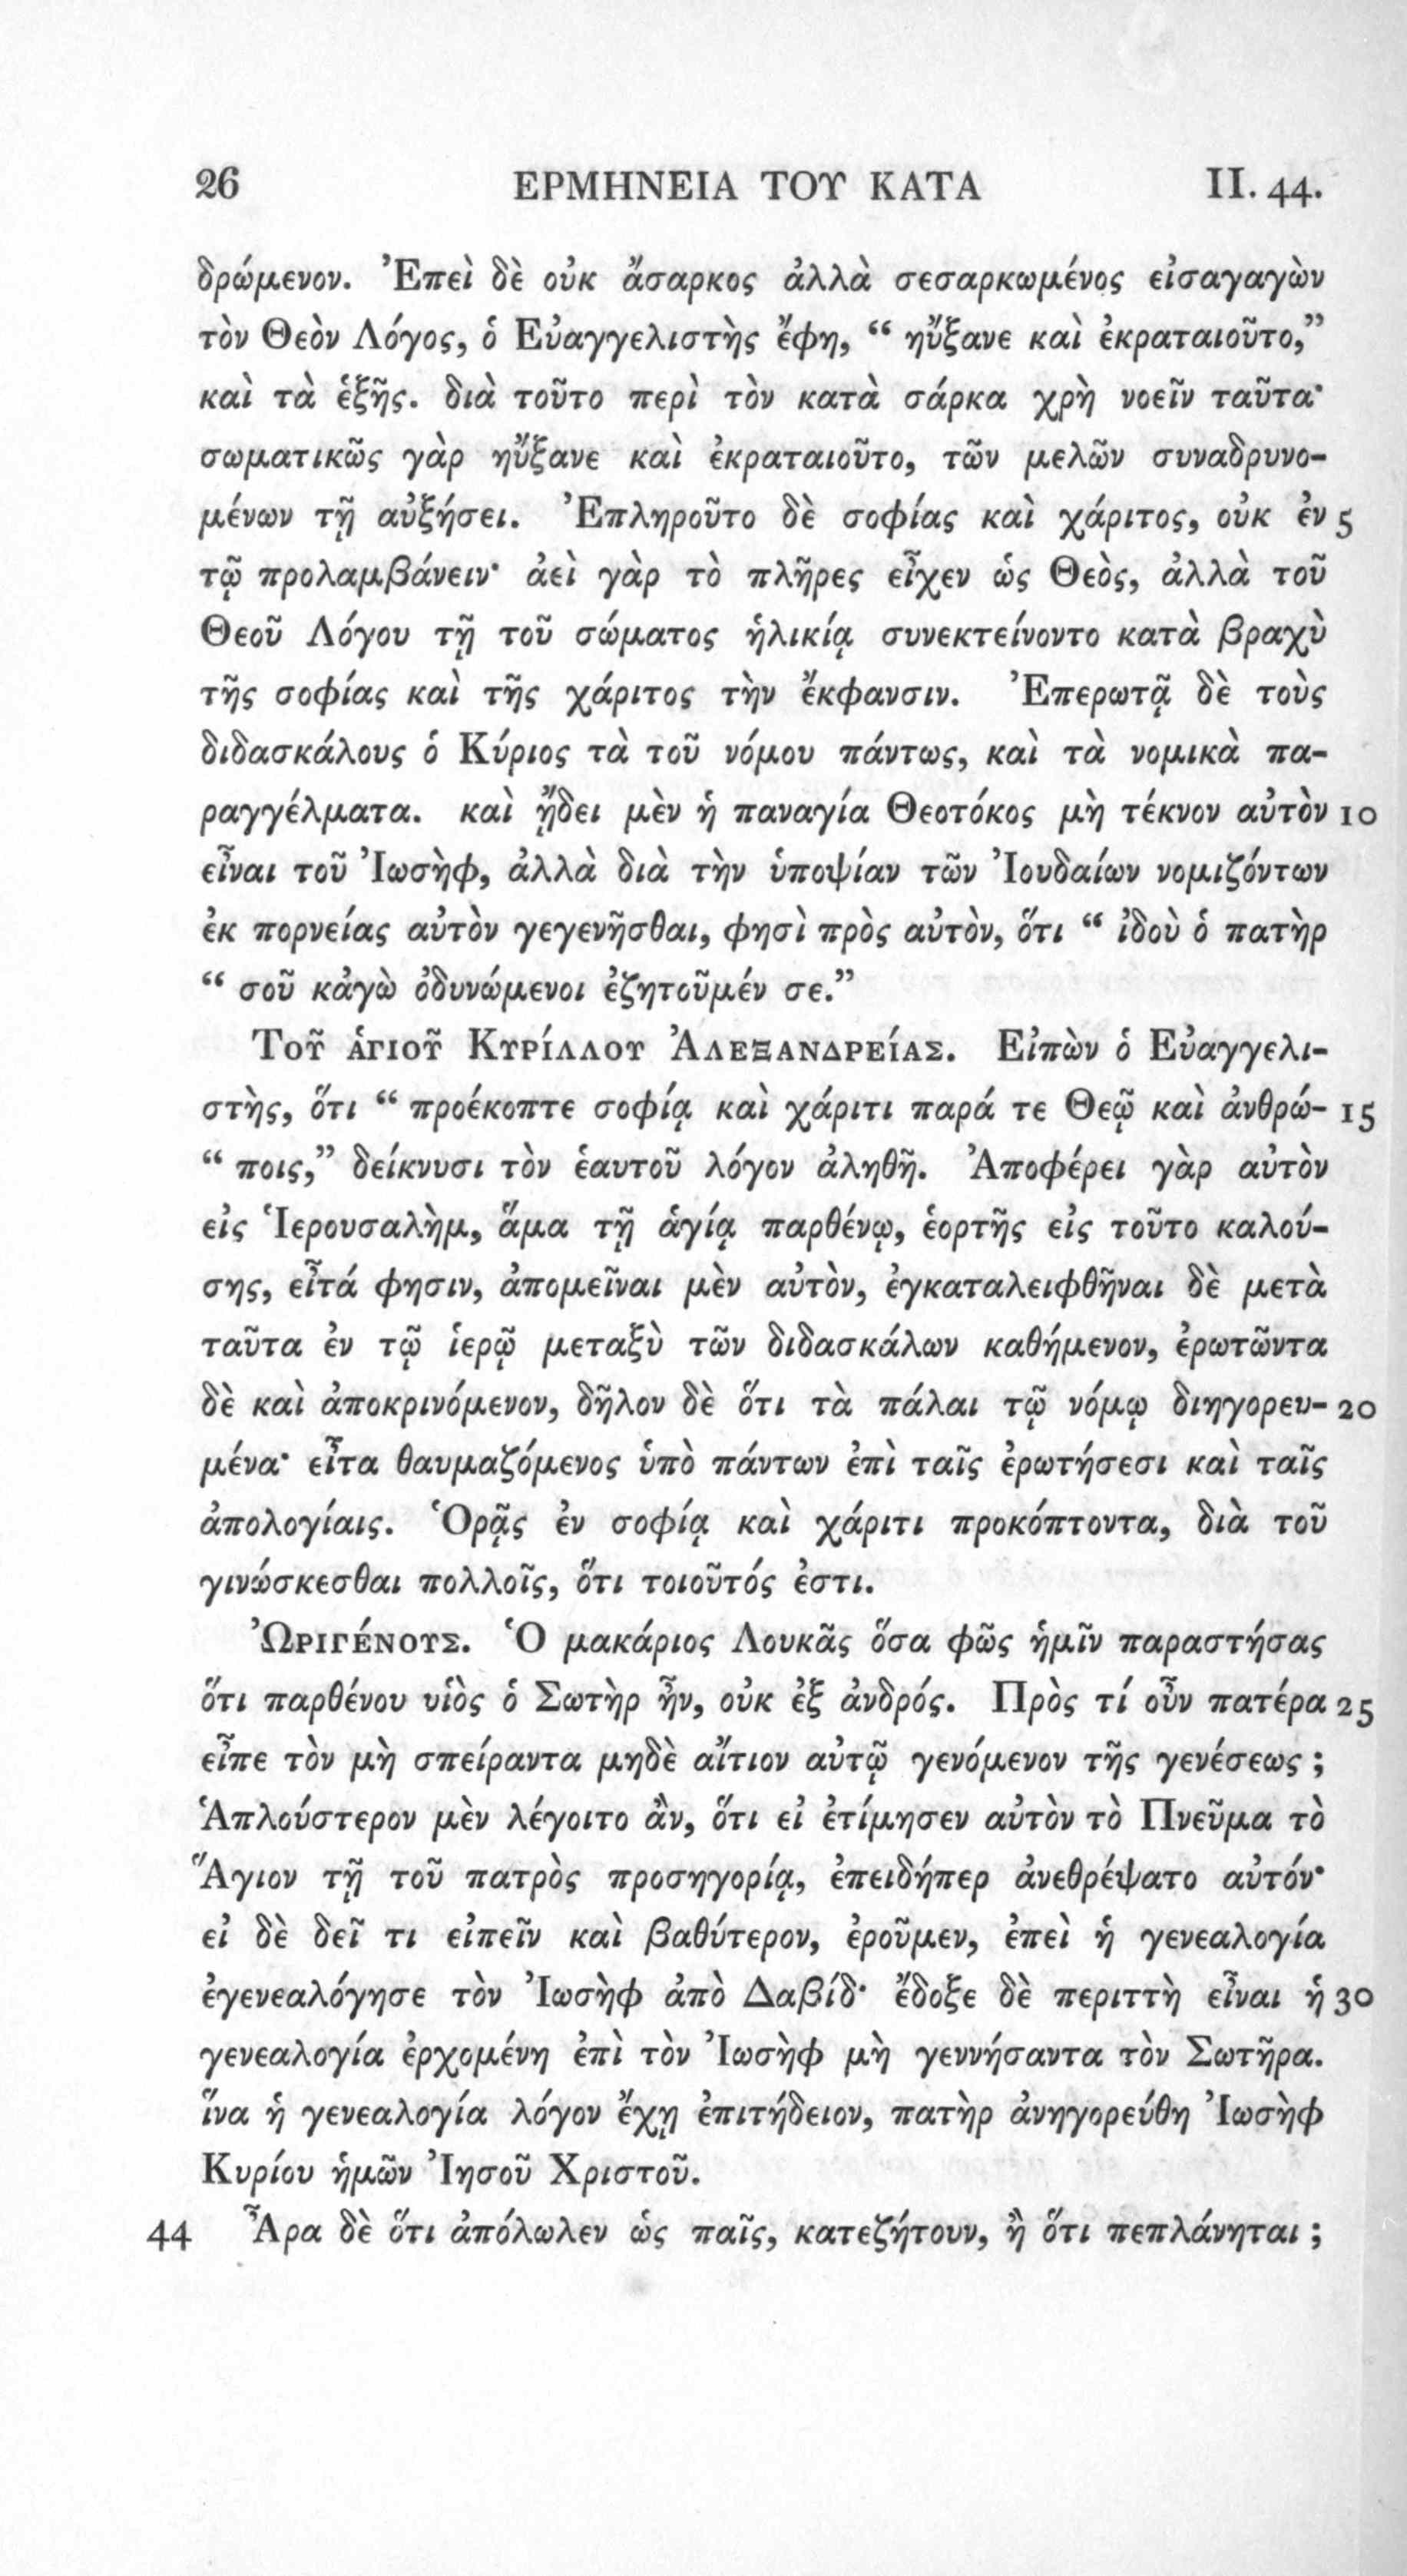 26 ΕΡΜΗΝΕΙΑ ΤΟΥ ΚΑΤΑ II. 44.
δρώμενον. Ἐπεὶ δὲ οὐκ ἄσαρκος ἀλλὰ σεσαρκωμένος εἰσαγαγὼν
τὸν Θεὸν Λόγος, ὁ Εὐαγγελιστὴς ἔφη, “ ηὔξανε καὶ ἐκραταιοῦτο,”
καὶ τὰ ἑξῆς. διὰ τοῦτο περὶ τὸν κατὰ σάρκα χρὴ νοεῖν ταῦτα·
σωματικῶς γὰρ ηὔξανε καὶ ἐκραταιοῦτο, τῶν μελῶν συναδρυνο-
μένων τῇ αὐξήσει. Ἐπληροῦτο δὲ σοφίας καὶ χάριτος, οὐκ ἐν 5
τῷ προλαμβάνειν· ἀεὶ γὰρ τὸ πλῆρες εἶχεν ὡς Θεὸς, ἀλλὰ τοῦ
Θεοῦ Λόγου τῇ τοῦ σώματος ἡλικίᾳ συνεκτείνοντο κατὰ βραχὺ
τῆς σοφίας καὶ τῆς χάριτος τὴν ἔκφανσιν. Ἐπερωτᾷ δὲ τοὺς
διδασκάλους ὁ Κύριος τὰ τοῦ νόμου πάντως, καὶ τὰ νομικὰ πα-
ραγγέλματα. καὶ ᾔδει μὲν ἡ παναγία Θεοτόκος μὴ τέκνον αὐτὸν 10
εἶναι τοῦ Ἰωσὴφ, ἀλλὰ διὰ τὴν ὑποψίαν τῶν Ἰουδαίων νομιζόντων
ἐκ πορνείας αὐτὸν γεγενῆσθαι, φησὶ πρὸς αὐτὸν, ὅτι “ ἰδοὺ ὁ πατὴρ
“ σοῦ κἀγὼ ὀδυνώμενοι ἐζητοῦμέν σε.”
Τοῦ ἁγιοῦ Κυρίλλου Ἀλεξανδρείας. Εἰπὼν ὁ Εὐαγγελι-
στὴς, ὅτι “ προέκοπτε σοφίᾳ καὶ χάριτι παρά τε Θεῷ καὶ ἀνθρώ- 15
“ ποις,” δείκνυσι τὸν ἑαυτοῦ λόγον ἀληθῆ. Ἀποφέρει γὰρ αὐτὸν
εἰς Ἱερουσαλὴμ, ἅμα τῇ ἁγίᾳ παρθένῳ, ἑορτῆς εἰς τοῦτο καλού-
σης, εἶτά φησιν, ἀπομεῖναι μὲν αὐτὸν, ἐγκαταλειφθῆναι δὲ μετὰ
ταῦτα ἐν τῷ ἱερῷ μεταξὺ τῶν διδασκάλων καθήμενον, ἐρωτῶντα
δὲ καὶ ἀποκρινόμενον, δῆλον δὲ ὅτι τὰ πάλαι τῷ νόμῳ διηγορευ- 20
μένα· εἶτα θαυμαζόμενος ὑπὸ πάντων ἐπὶ ταῖς ἐρωτήσεσι καὶ ταῖς
ἀπολογίαις. Ὁρᾷς ἐν σοφίᾳ καὶ χάριτι προκόπτοντα, διὰ τοῦ
γινώσκεσθαι πολλοῖς, ὅτι τοιοῦτός ἐστι.
Ὠριγένους. Ὁ μακάριος Λουκᾶς ὅσα φῶς ἡμῖν παραστήσας
ὅτι παρθένου υἱὸς ὁ Σωτὴρ ἦν, οὐκ ἐξ ἀνδρός. Πρὸς τί οὖν πατέρα 25
εἶπε τὸν μὴ σπείραντα μηδὲ αἴτιον αὐτῷ γενόμενον τῆς γενέσεως ;
Ἁπλούστερον μὲν λέγοιτο ἂν, ὅτι εἰ ἐτίμησεν αὐτὸν τὸ Πνεῦμα τὸ
Ἅγιον τῇ τοῦ πατρὸς προσηγορίᾳ, ἐπειδήπερ ἀνεθρέψατο αὐτόν·
εἰ δὲ δεῖ τι εἰπεῖν καὶ βαθύτερον, ἐροῦμεν, ἐπεὶ ἡ γενεαλογία
ἐγενεαλόγησε τὸν Ἰωσὴφ ἀπὸ Δαβίδ· ἔδοξε δὲ περιττὴ εἶναι ἡ 30
γενεαλογία ἐρχομένη ἐπὶ τὸν Ἰωσὴφ μὴ γεννήσαντα τὸν Σωτῆρα.
ἵνα ἡ γενεαλογία λόγον ἔχῃ ἐπιτήδειον, πατὴρ ἀνηγορεύθη Ἰωσὴφ
Κυρίου ἡμῶν Ἰησοῦ Χριστοῦ.
44 Ἆρα δὲ ὅτι ἀπόλωλεν ὡς παῖς, κατεζήτουν, ἢ ὅτι πεπλάνηται ;